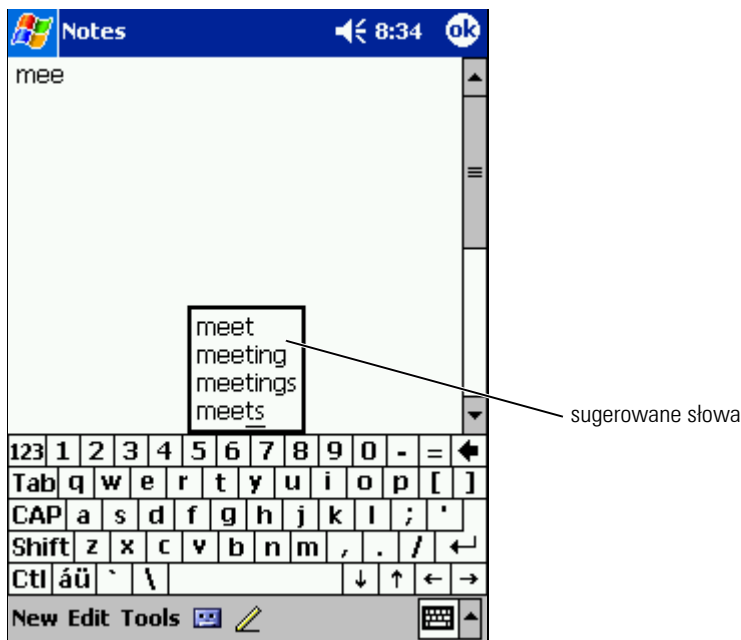 Notes 8:34 ok
mee
meet
meeting
meetings
meets
sugerowane słowa
123 1 2 3 4 5 6 7 8 9 0 - = 
Tab q w e r t y u i o p [ ]
CAP a s d f g h j k l ; '
Shift z x c v b n m , . /
Ctl áü ` \ ↓ ↑ ← →
New Edit Tools